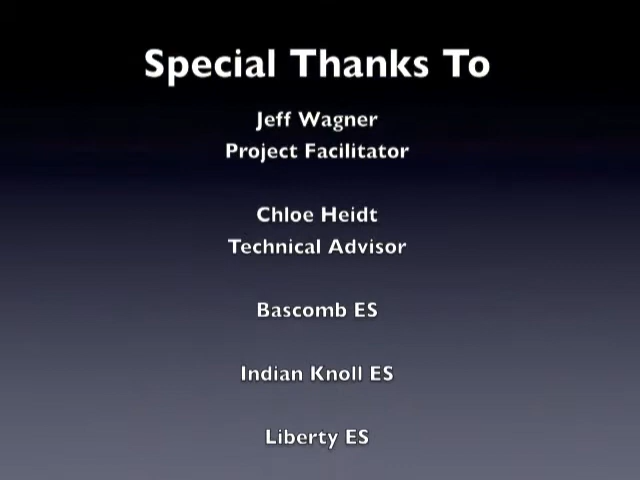 Special Thanks To
Jeff Wagner
Project Facilitator
Chloe Heidt
Technical Advisor
Bascomb ES
Indian Knoll ES
Liberty ES